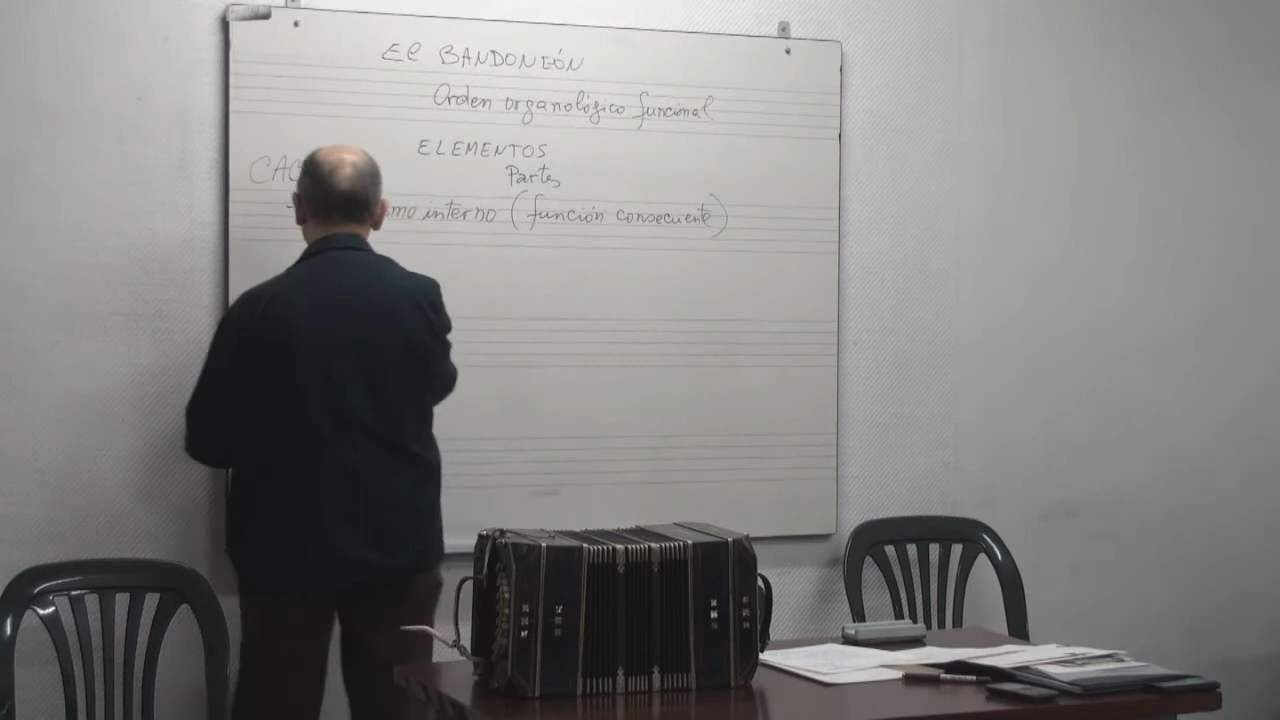 El BANDONEÓN
Orden organológico funcional
ELEMENTOS
Partes
interno (función consecuente)